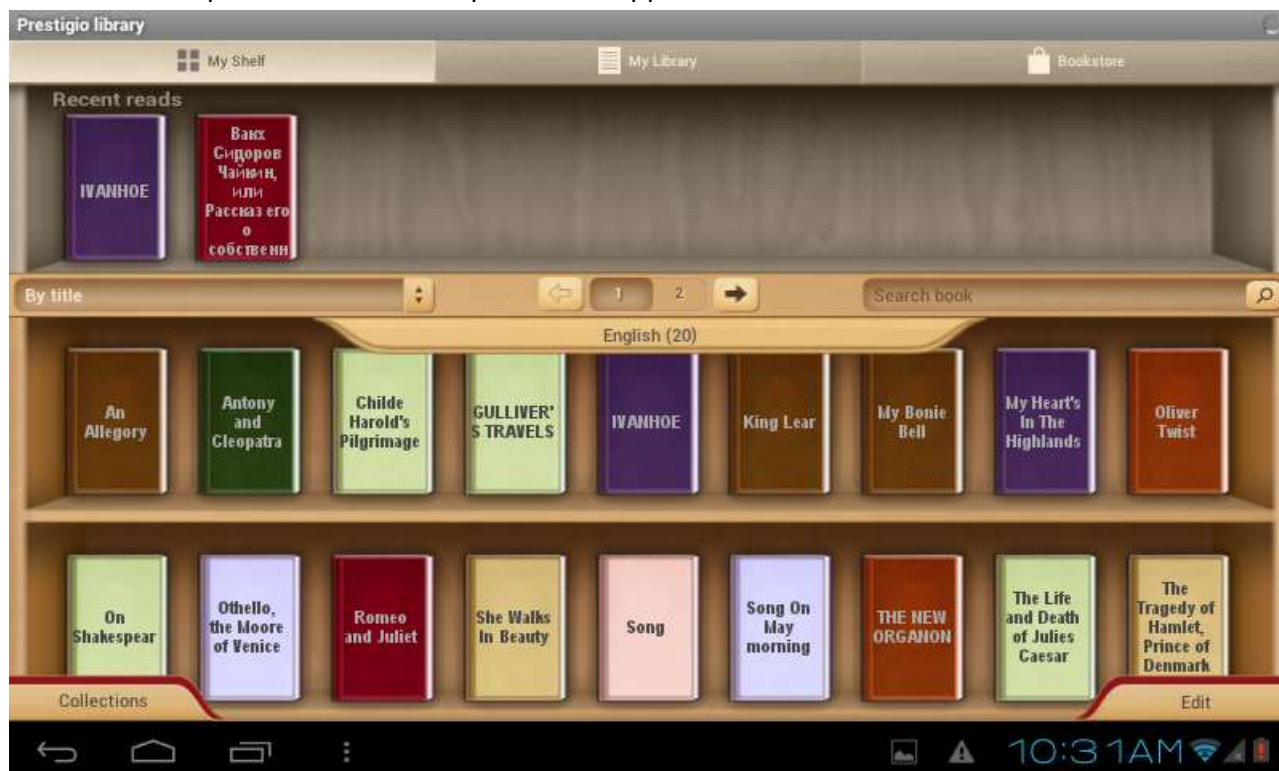 Prestigio library
My Shelf
My Library
Bookstore
Recent reads
IVANHOE
Вакх
Сидоров
Чайкин,
или
Рассказ его
о
собственн
By title
1
2
Search book
English (20)
An
Allegory
Antony
and
Cleopatra
Childe
Harold's
Pilgrimage
GULLIVER'
S TRAVELS
IVANHOE
King Lear
My Bonie
Bell
My Heart's
In The
Highlands
Oliver
Twist
On
Shakespear
Othello,
the Moore
of Venice
Romeo
and Juliet
She Walks
In Beauty
Song
Song On
May
morning
THE NEW
ORGANON
The Life
and Death
of Julies
Caesar
The
Tragedy of
Hamlet,
Prince of
Denmark
Collections
Edit
10:31AM